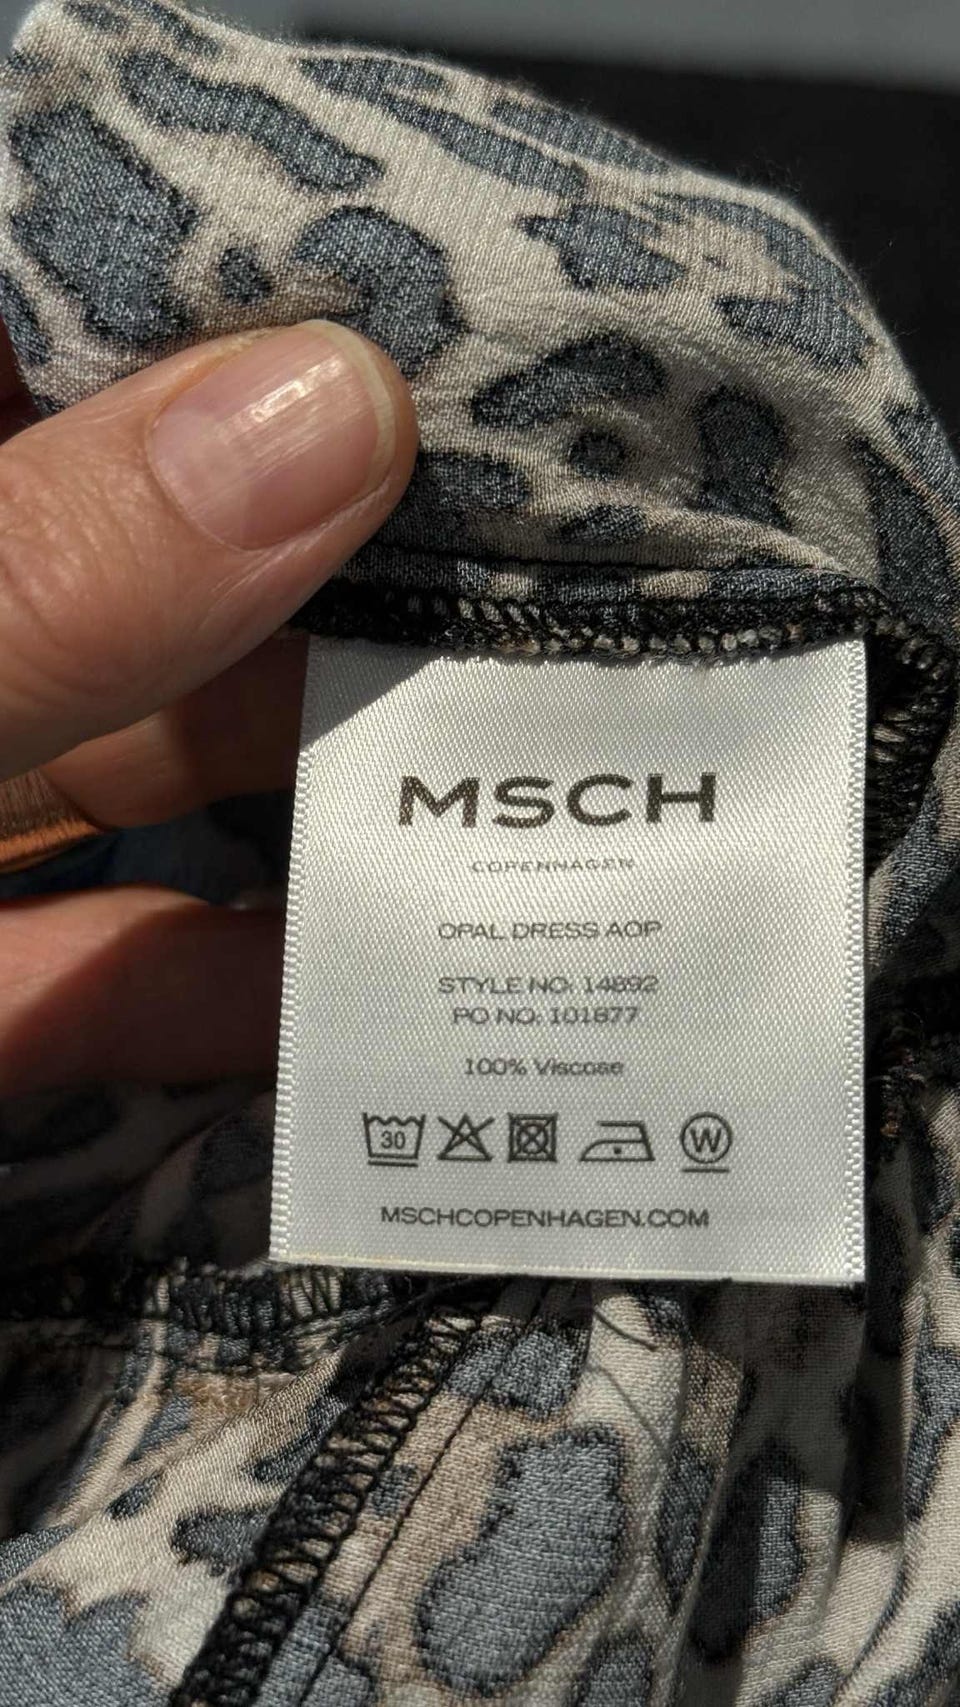 MSCH
COPENHAGEN
OPAL DRESS AOP
STYLE NO: 14892
PO NO: 101877
100% Viscose
30 W
MSCHCOPENHAGEN.COM